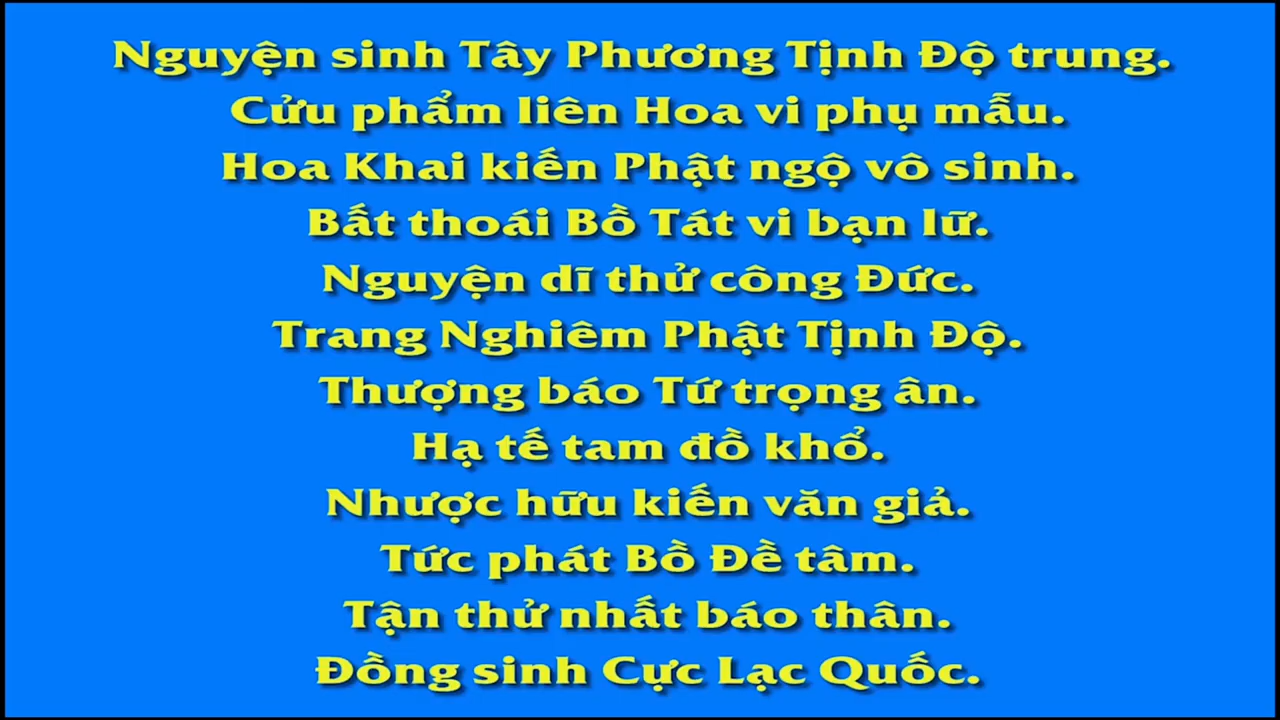 Nguyện sinh Tây Phương Tịnh Độ trung.
Cửu phẩm liên Hoa vi phụ mẫu.
Hoa Khai kiến Phật ngộ vô sinh.
Bất thoái Bồ Tát vi bạn lữ.
Nguyện dĩ thử công Đức.
Trang Nghiêm Phật Tịnh Độ.
Thượng báo Tứ trọng ân.
Hạ tế tam đồ khổ.
Nhược hữu kiến văn giả.
Tức phát Bồ Đề tâm.
Tận thử nhất báo thân.
Đồng sinh Cực Lạc Quốc.